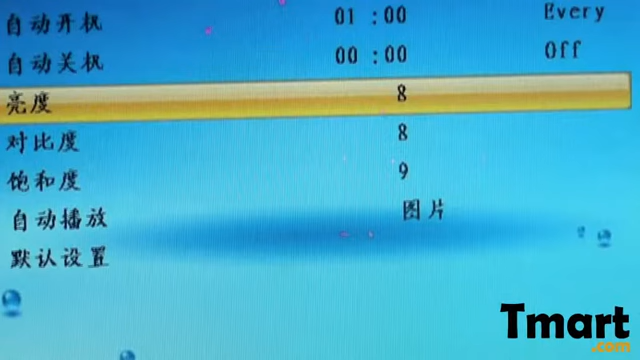 自动开机 01 :00 Every
自动关机 00 :00 Off
亮度 8
对比度 8
饱和度 9
自动播放 图片
默认设置
Tmart
.com